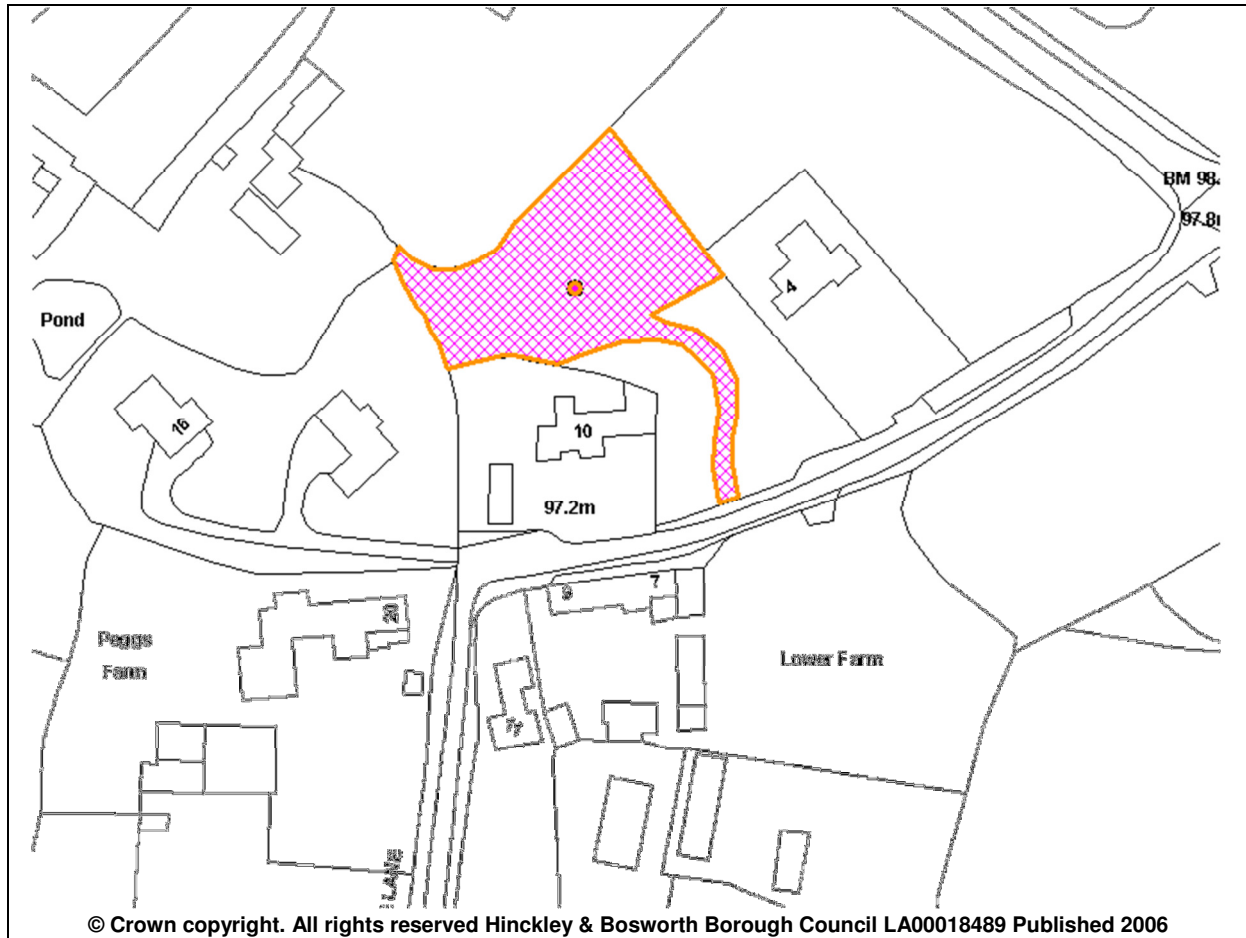 BM 98.
97.8
4
Pond
16
10
97.2m
9
7
20
Peggs
Farm
Lower Farm
LANE
© Crown copyright. All rights reserved Hinckley & Bosworth Borough Council LA00018489 Published 2006